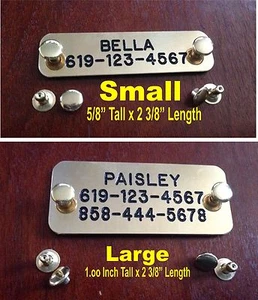 BELLA
619-123-4567
Small
5/8” Tall x 2 3/8” Length
PAISLEY
619-123-4567
858-444-5678
Large
1.00 Inch Tall x 2 3/8” Length